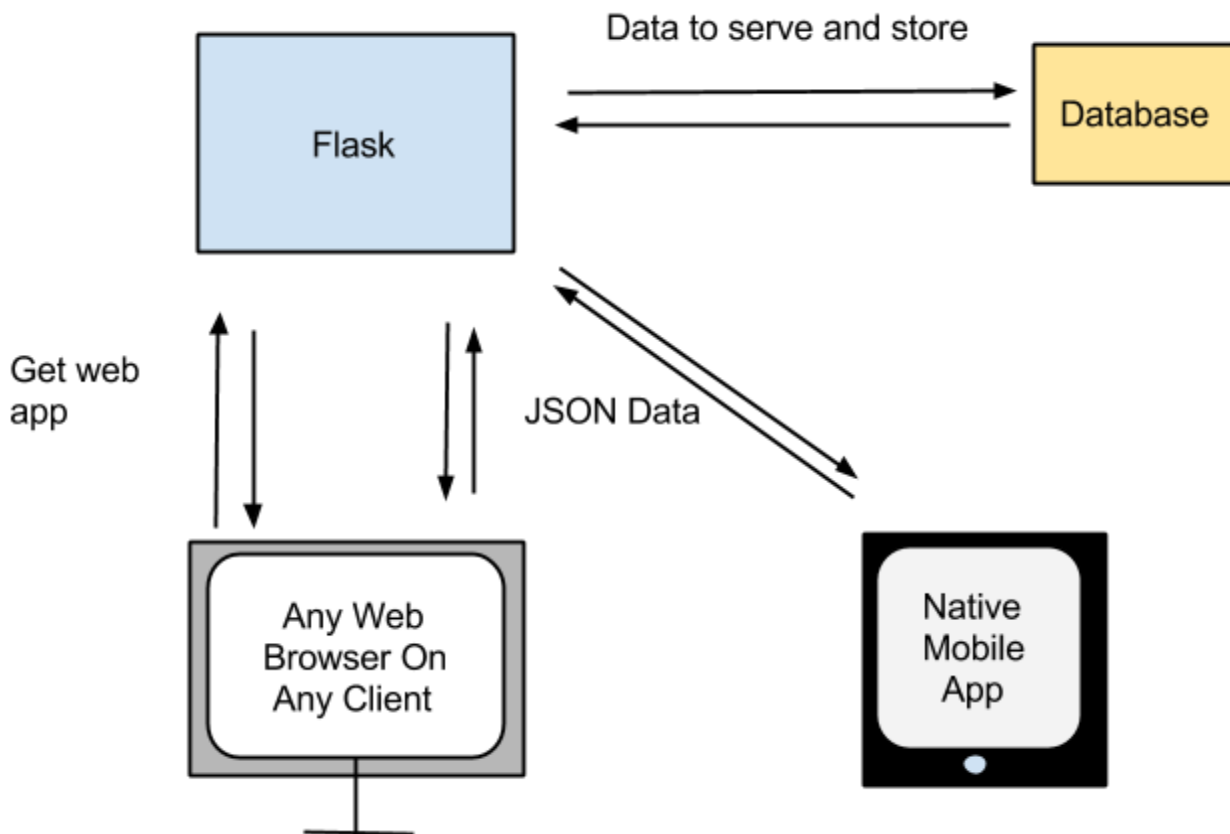 Data to serve and store
Flask
Database
Get web
app
JSON Data
Any Web
Browser On
Any Client
Native
Mobile
App